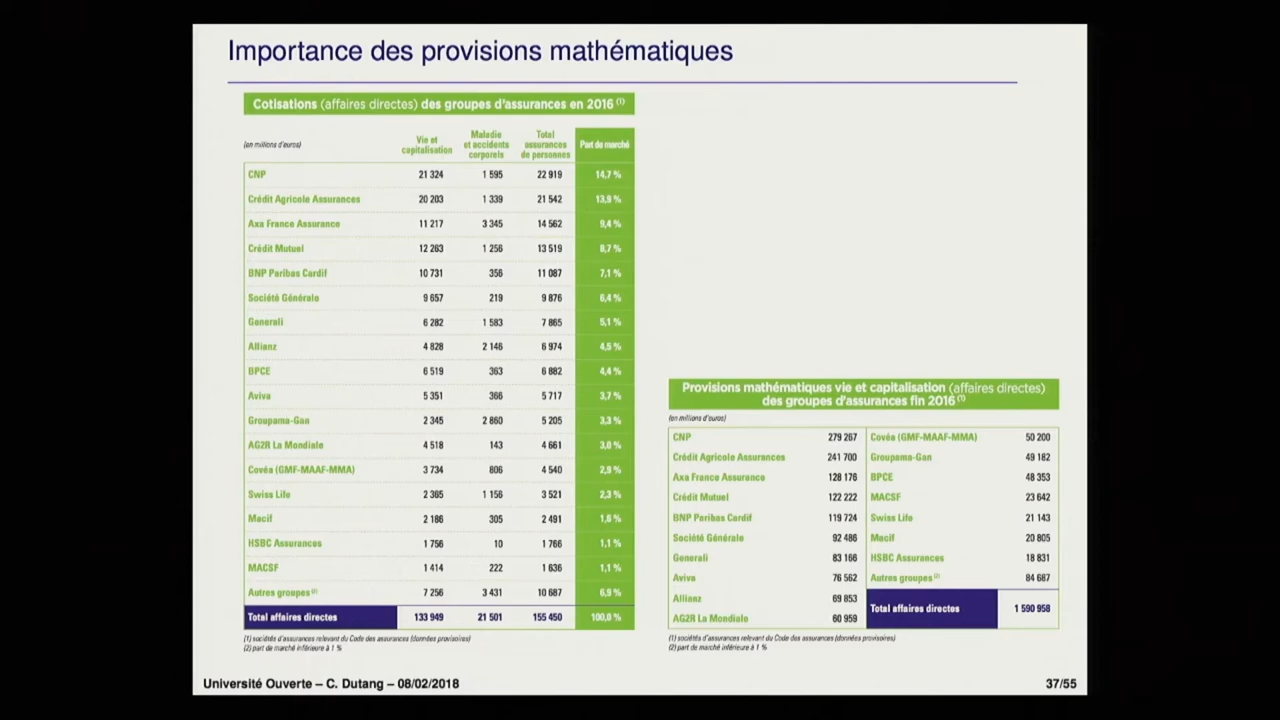 Importance des provisions mathématiques
Cotisations (affaires directes) des groupes d'assurances en 2016 (1)
(en millions d'euros) Vie et capitalisation Maladie et accidents corporels Total assurances de personnes Part de marché
CNP 21 324 1 595 22 919 14,7 %
Crédit Agricole Assurances 20 203 1 339 21 542 13,9 %
Axa France Assurance 11 217 3 345 14 562 9,4 %
Crédit Mutuel 12 263 1 256 13 519 8,7 %
BNP Paribas Cardif 10 731 356 11 087 7,1 %
Société Générale 9 657 219 9 876 6,4 %
Generali 6 282 1 583 7 865 5,1 %
Allianz 4 828 2 146 6 974 4,5 %
BPCE 6 519 363 6 882 4,4 %
Aviva 5 351 366 5 717 3,7 %
Groupama-Gan 2 345 2 860 5 205 3,3 %
AG2R La Mondiale 4 518 143 4 661 3,0 %
Covéa (GMF-MAAF-MMA) 3 734 806 4 540 2,9 %
Swiss Life 2 365 1 156 3 521 2,3 %
Macif 2 186 305 2 491 1,6 %
HSBC Assurances 1 756 10 1 766 1,1 %
MACSF 1 414 222 1 636 1,1 %
Autres groupes (2) 7 256 3 431 10 687 6,9 %
Total affaires directes 133 949 21 501 155 450 100,0 %
(1) sociétés d'assurances relevant du Code des assurances (données provisoires)
(2) part de marché inférieure à 1 %
Provisions mathématiques vie et capitalisation (affaires directes)
des groupes d'assurances fin 2016 (1)
(en millions d'euros)
CNP 279 267 Covéa (GMF-MAAF-MMA) 50 200
Crédit Agricole Assurances 241 700 Groupama-Gan 49 182
Axa France Assurance 128 176 BPCE 48 353
Crédit Mutuel 122 222 MACSF 23 642
BNP Paribas Cardif 119 724 Swiss Life 21 143
Société Générale 92 486 Macif 20 805
Generali 83 166 HSBC Assurances 18 831
Aviva 76 562 Autres groupes (2) 84 687
Allianz 69 853
Total affaires directes 1 590 958
AG2R La Mondiale 60 959
(1) sociétés d'assurances relevant du Code des assurances (données provisoires)
(2) part de marché inférieure à 1 %
Université Ouverte – C. Dutang – 08/02/2018
37/55